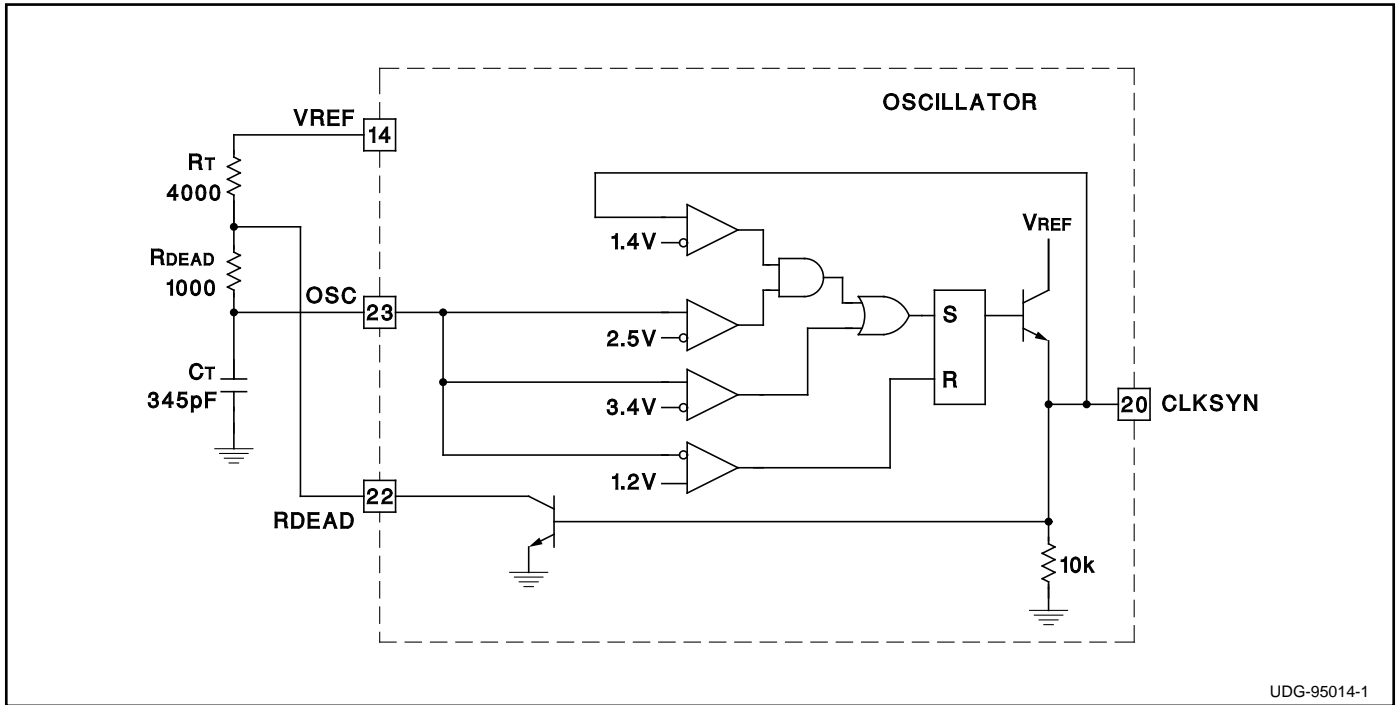 OSCILLATOR
VREF
14
RT
4000
RDEAD
1000
OSC
23
CT
345pF
22
RDEAD
1.4V
2.5V
3.4V
1.2V
S
R
VREF
20 CLKSYN
10k
UDG-95014-1